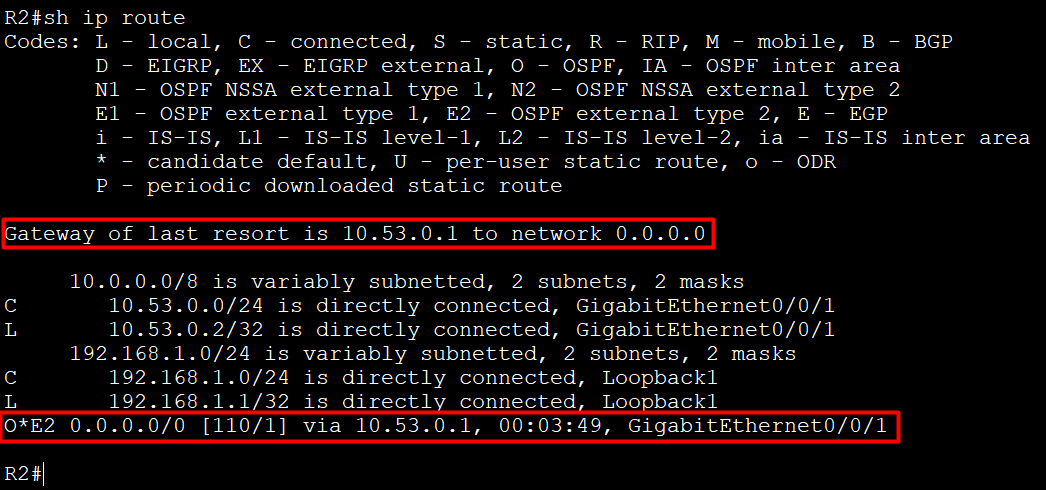 R2#sh ip route
Codes: L - local, C - connected, S - static, R - RIP, M - mobile, B - BGP
D - EIGRP, EX - EIGRP external, O - OSPF, IA - OSPF inter area
N1 - OSPF NSSA external type 1, N2 - OSPF NSSA external type 2
E1 - OSPF external type 1, E2 - OSPF external type 2, E - EGP
i - IS-IS, L1 - IS-IS level-1, L2 - IS-IS level-2, ia - IS-IS inter area
* - candidate default, U - per-user static route, o - ODR
P - periodic downloaded static route
Gateway of last resort is 10.53.0.1 to network 0.0.0.0
10.0.0.0/8 is variably subnetted, 2 subnets, 2 masks
C 10.53.0.0/24 is directly connected, GigabitEthernet0/0/1
L 10.53.0.2/32 is directly connected, GigabitEthernet0/0/1
192.168.1.0/24 is variably subnetted, 2 subnets, 2 masks
C 192.168.1.0/24 is directly connected, Loopback1
L 192.168.1.1/32 is directly connected, Loopback1
O*E2 0.0.0.0/0 [110/1] via 10.53.0.1, 00:03:49, GigabitEthernet0/0/1
R2#